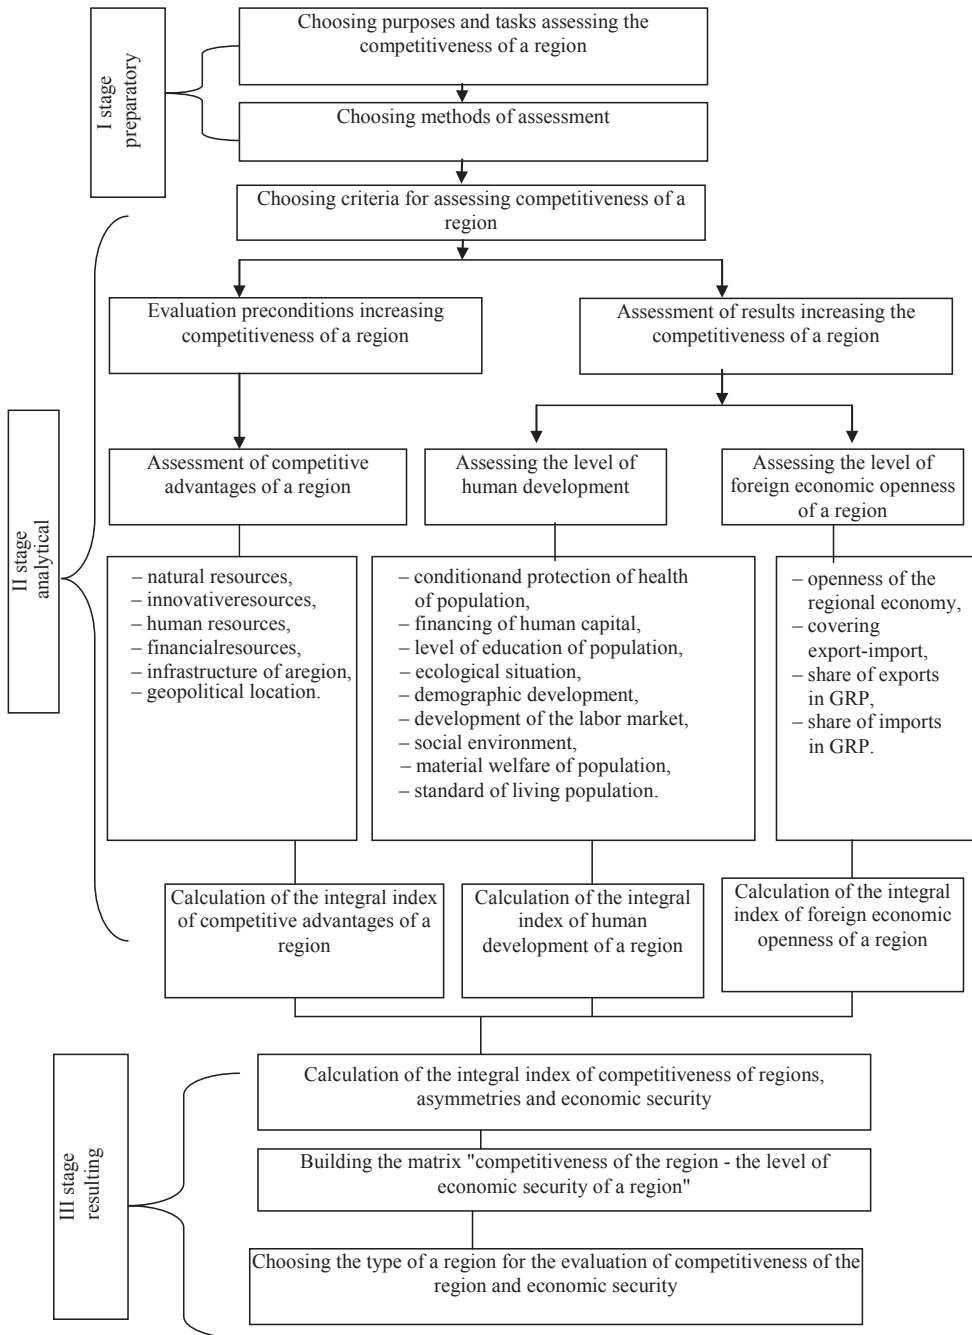 I stage
preparatory
Choosing purposes and tasks assessing the
competitiveness of a region
Choosing methods of assessment
Choosing criteria for assessing competitiveness of a
region
II stage
analytical
Evaluation preconditions increasing
competitiveness of a region
Assessment of results increasing the
competitiveness of a region
Assessment of competitive
advantages of a region
Assessing the level of
human development
Assessing the level of
foreign economic openness
of a region
– natural resources,
– innovativeresources,
– human resources,
– financialresources,
– infrastructure of aregion,
– geopolitical location.
– conditionand protection of health
of population,
– financing of human capital,
– level of education of population,
– ecological situation,
– demographic development,
– development of the labor market,
– social environment,
– material welfare of population,
– standard of living population.
– openness of the
regional economy,
– covering
export-import,
– share of exports
in GRP,
– share of imports
in GRP.
Calculation of the integral index
of competitive advantages of a
region
Calculation of the integral
index of human
development of a region
Calculation of the integral
index of foreign economic
openness of a region
III stage
resulting
Calculation of the integral index of competitiveness of regions,
asymmetries and economic security
Building the matrix "competitiveness of the region - the level of
economic security of a region"
Choosing the type of a region for the evaluation of competitiveness of the
region and economic security